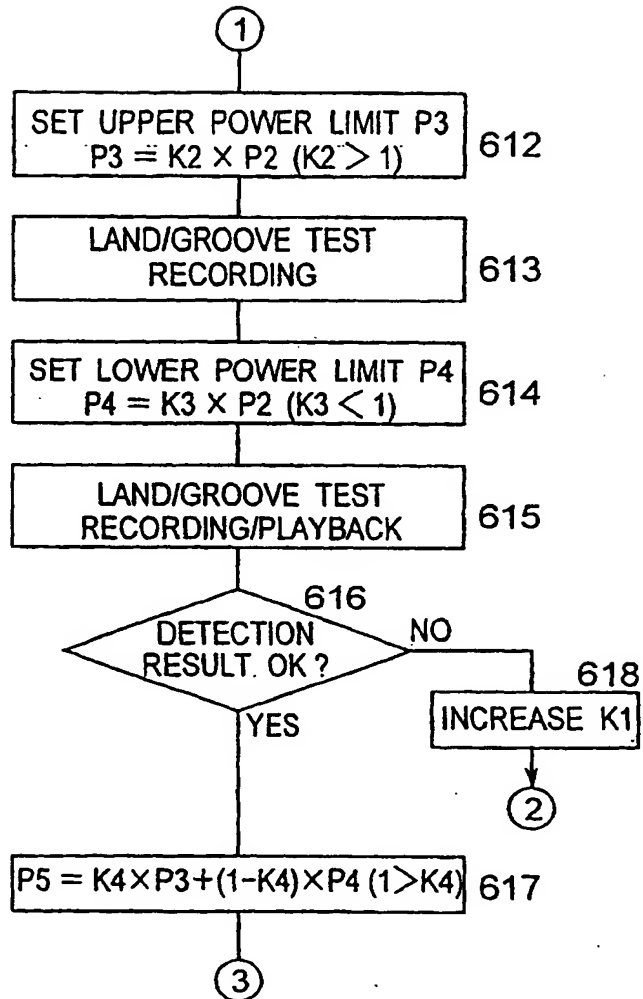 1
SET UPPER POWER LIMIT P3
P3 = K2 × P2 (K2 > 1)
612
LAND/GROOVE TEST
RECORDING
613
SET LOWER POWER LIMIT P4
P4 = K3 × P2 (K3 < 1)
614
LAND/GROOVE TEST
RECORDING/PLAYBACK
615
616
DETECTION
RESULT. OK ?
NO
YES
618
INCREASE K1
2
P5 = K4×P3+(1-K4)×P4 (1>K4)
617
3